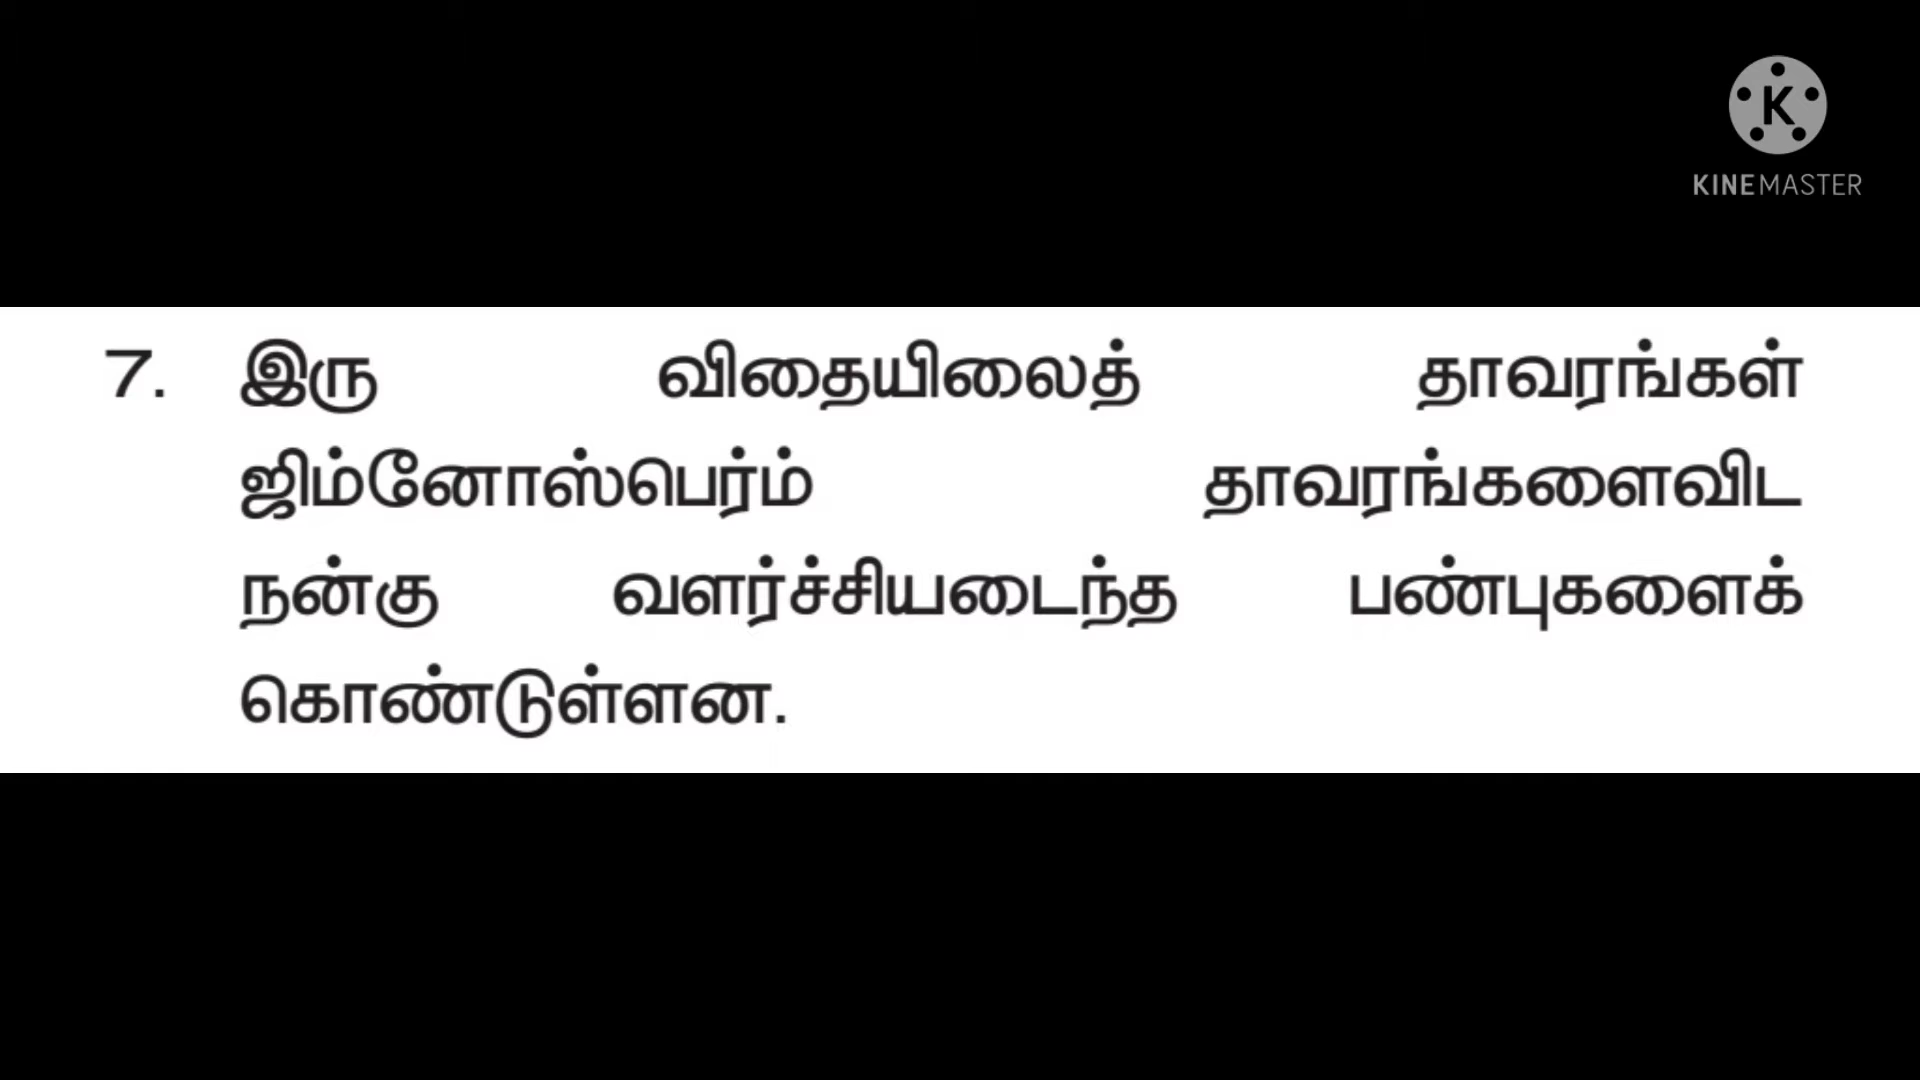 K
KINEMASTER
7. இரு விதையிலைத் தாவரங்கள்
ஜிம்னோஸ்பெர்ம் தாவரங்களைவிட
நன்கு வளர்ச்சியடைந்த பண்புகளைக்
கொண்டுள்ளன.